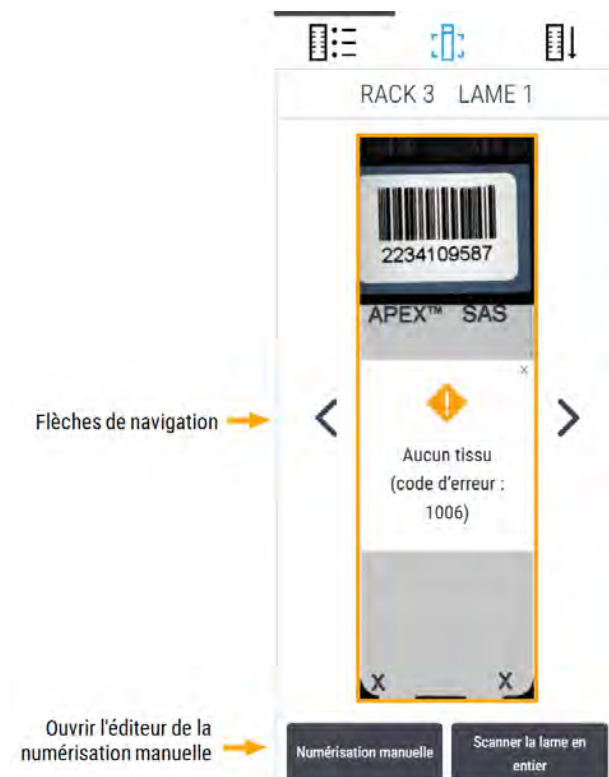 RACK 3 LAME 1
2234109587
APEX™ SAS
x
Flèches de navigation
Aucun tissu
(code d'erreur :
1006)
X X
Ouvrir l'éditeur de la
numérisation manuelle
Numérisation manuelle
Scanner la lame en
entier